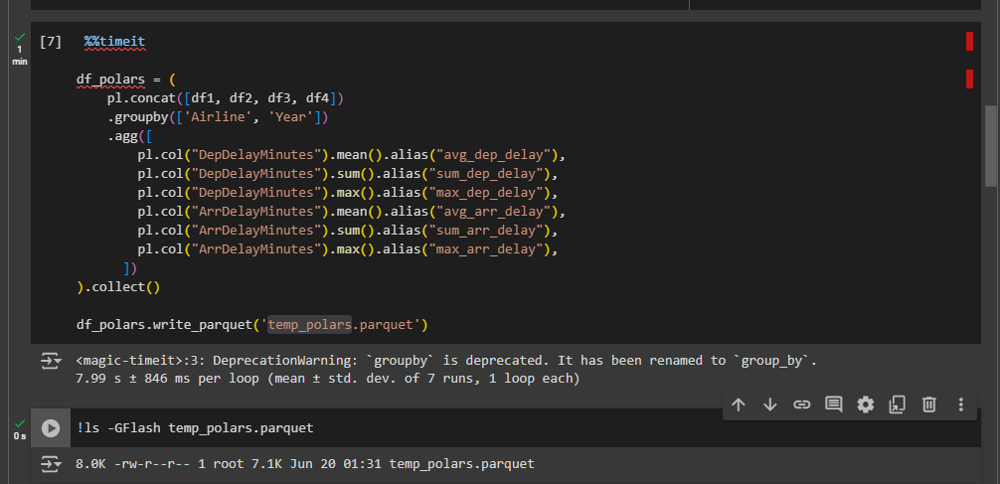 [7] %%timeit
1
min
df_polars = (
pl.concat([df1, df2, df3, df4])
.groupby(['Airline', 'Year'])
.agg([
pl.col("DepDelayMinutes").mean().alias("avg_dep_delay"),
pl.col("DepDelayMinutes").sum().alias("sum_dep_delay"),
pl.col("DepDelayMinutes").max().alias("max_dep_delay"),
pl.col("ArrDelayMinutes").mean().alias("avg_arr_delay"),
pl.col("ArrDelayMinutes").sum().alias("sum_arr_delay"),
pl.col("ArrDelayMinutes").max().alias("max_arr_delay"),
])
).collect()
df_polars.write_parquet('temp_polars.parquet')
<magic-timeit>:3: DeprecationWarning: `groupby` is deprecated. It has been renamed to `group_by`.
7.99 s ± 846 ms per loop (mean ± std. dev. of 7 runs, 1 loop each)
0 s
!ls -GFlash temp_polars.parquet
8.0K -rw-r--r-- 1 root 7.1K Jun 20 01:31 temp_polars.parquet